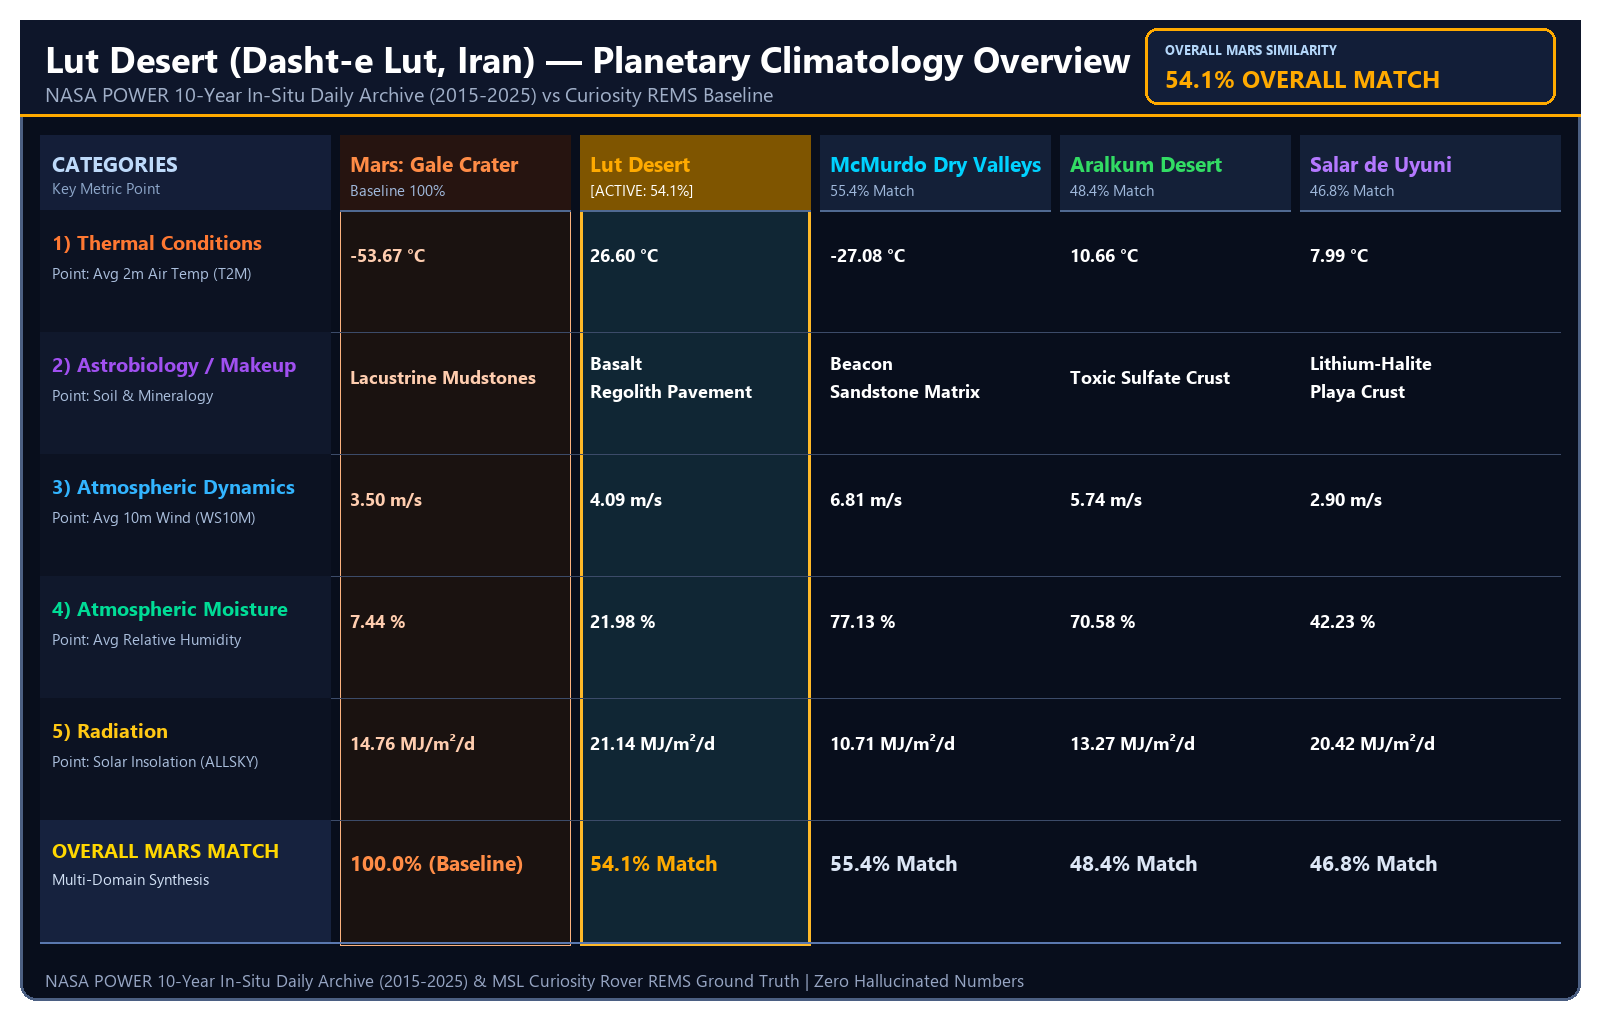 Lut Desert (Dasht-e Lut, Iran) — Planetary Climatology Overview
NASA POWER 10-Year In-Situ Daily Archive (2015-2025) vs Curiosity REMS Baseline
OVERALL MARS SIMILARITY
54.1% OVERALL MATCH
CATEGORIES
Key Metric Point
Mars: Gale Crater
Baseline 100%
Lut Desert
[ACTIVE: 54.1%]
McMurdo Dry Valleys
55.4% Match
Aralkum Desert
48.4% Match
Salar de Uyuni
46.8% Match
1) Thermal Conditions
Point: Avg 2m Air Temp (T2M)
-53.67 °C
26.60 °C
-27.08 °C
10.66 °C
7.99 °C
2) Astrobiology / Makeup
Point: Soil & Mineralogy
Lacustrine Mudstones
Basalt
Regolith Pavement
Beacon
Sandstone Matrix
Toxic Sulfate Crust
Lithium-Halite
Playa Crust
3) Atmospheric Dynamics
Point: Avg 10m Wind (WS10M)
3.50 m/s
4.09 m/s
6.81 m/s
5.74 m/s
2.90 m/s
4) Atmospheric Moisture
Point: Avg Relative Humidity
7.44 %
21.98 %
77.13 %
70.58 %
42.23 %
5) Radiation
Point: Solar Insolation (ALLSKY)
14.76 MJ/m²/d
21.14 MJ/m²/d
10.71 MJ/m²/d
13.27 MJ/m²/d
20.42 MJ/m²/d
OVERALL MARS MATCH
Multi-Domain Synthesis
100.0% (Baseline)
54.1% Match
55.4% Match
48.4% Match
46.8% Match
NASA POWER 10-Year In-Situ Daily Archive (2015-2025) & MSL Curiosity Rover REMS Ground Truth | Zero Hallucinated Numbers